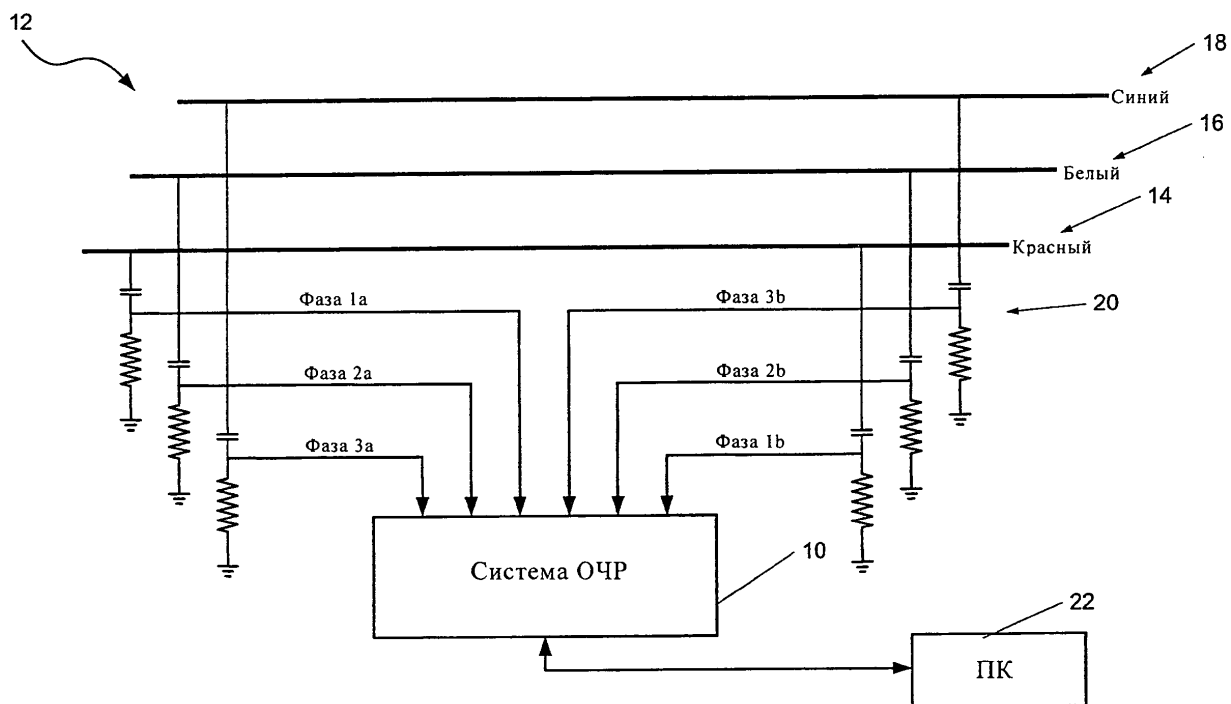 12
18
Синий
16
Белый
14
Красный
Фаза 1a
Фаза 3b
20
Фаза 2a
Фаза 2b
Фаза 3a
Фаза 1b
Система ОЧР
10
22
ПК